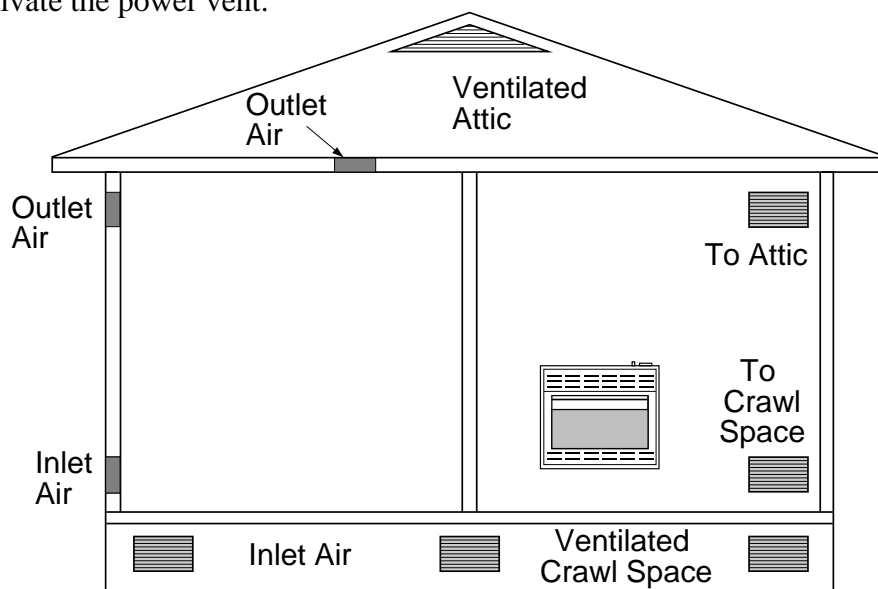 ivate the power vent.
Ventilated
Attic
Outlet
Air
Outlet
Air
To Attic
To
Crawl
Space
Inlet
Air
Inlet Air
Ventilated
Crawl Space